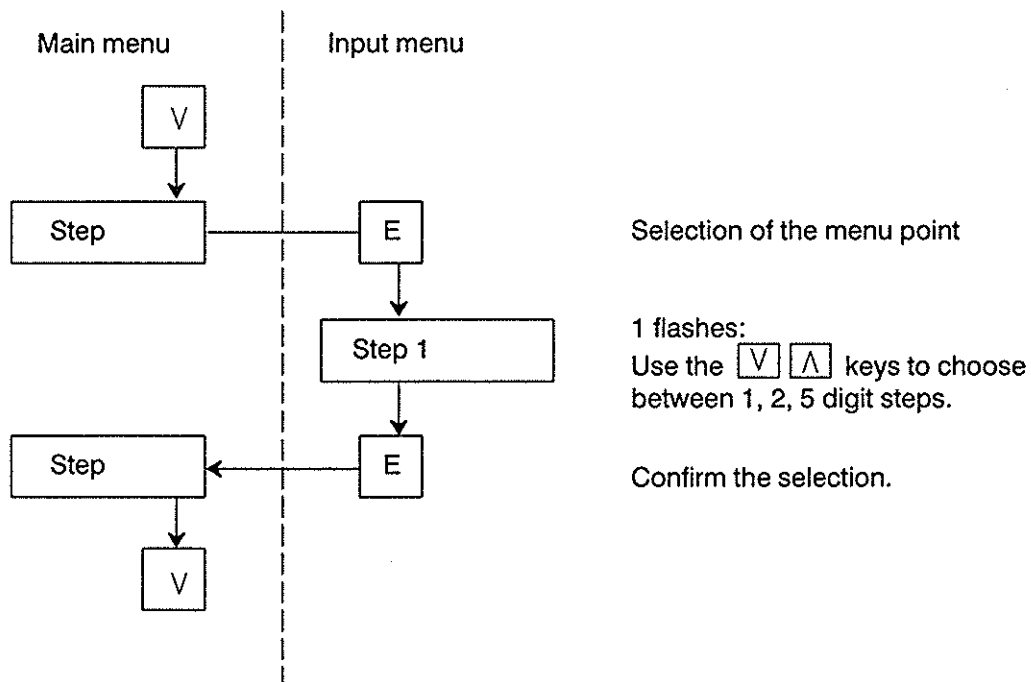 Main menu
Input menu
V
Step
E
Selection of the menu point
Step 1
1 flashes:
Use the V Λ keys to choose
between 1, 2, 5 digit steps.
Step
E
Confirm the selection.
V